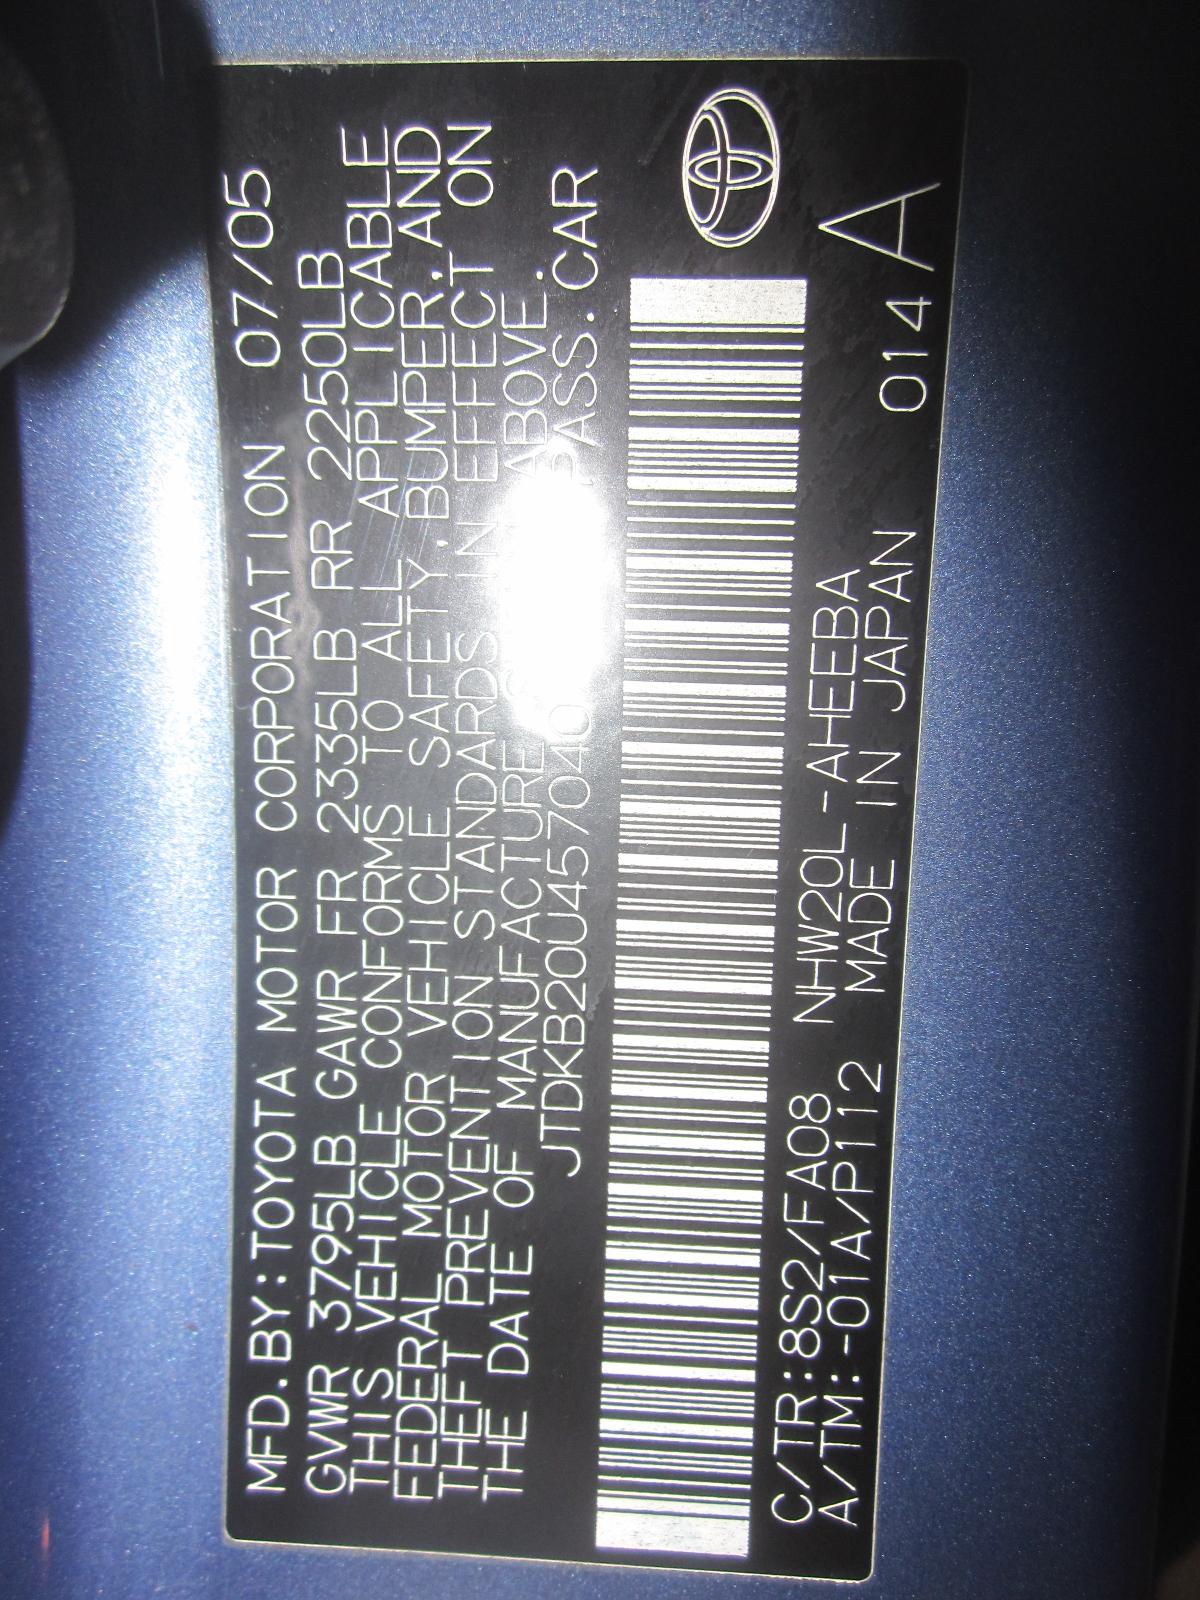 MFD.BY:TOYOTA MOTOR CORPORATION 07/05
GVWR 3795LB GAWR FR 2335LB RR 2250LB
THIS VEHICLE CONFORMS TO ALL APPLICABLE
FEDERAL MOTOR VEHICLE SAFETY, BUMPER, AND
THEFT PREVENTION STANDARDS IN EFFECT ON
THE DATE OF MANUFACTURE ABOVE.
PASS.CAR
C/TR:8S2/FA08 NHW20L-AHEEBA
A/TM:-01A/P112 MADE IN JAPAN 014 A